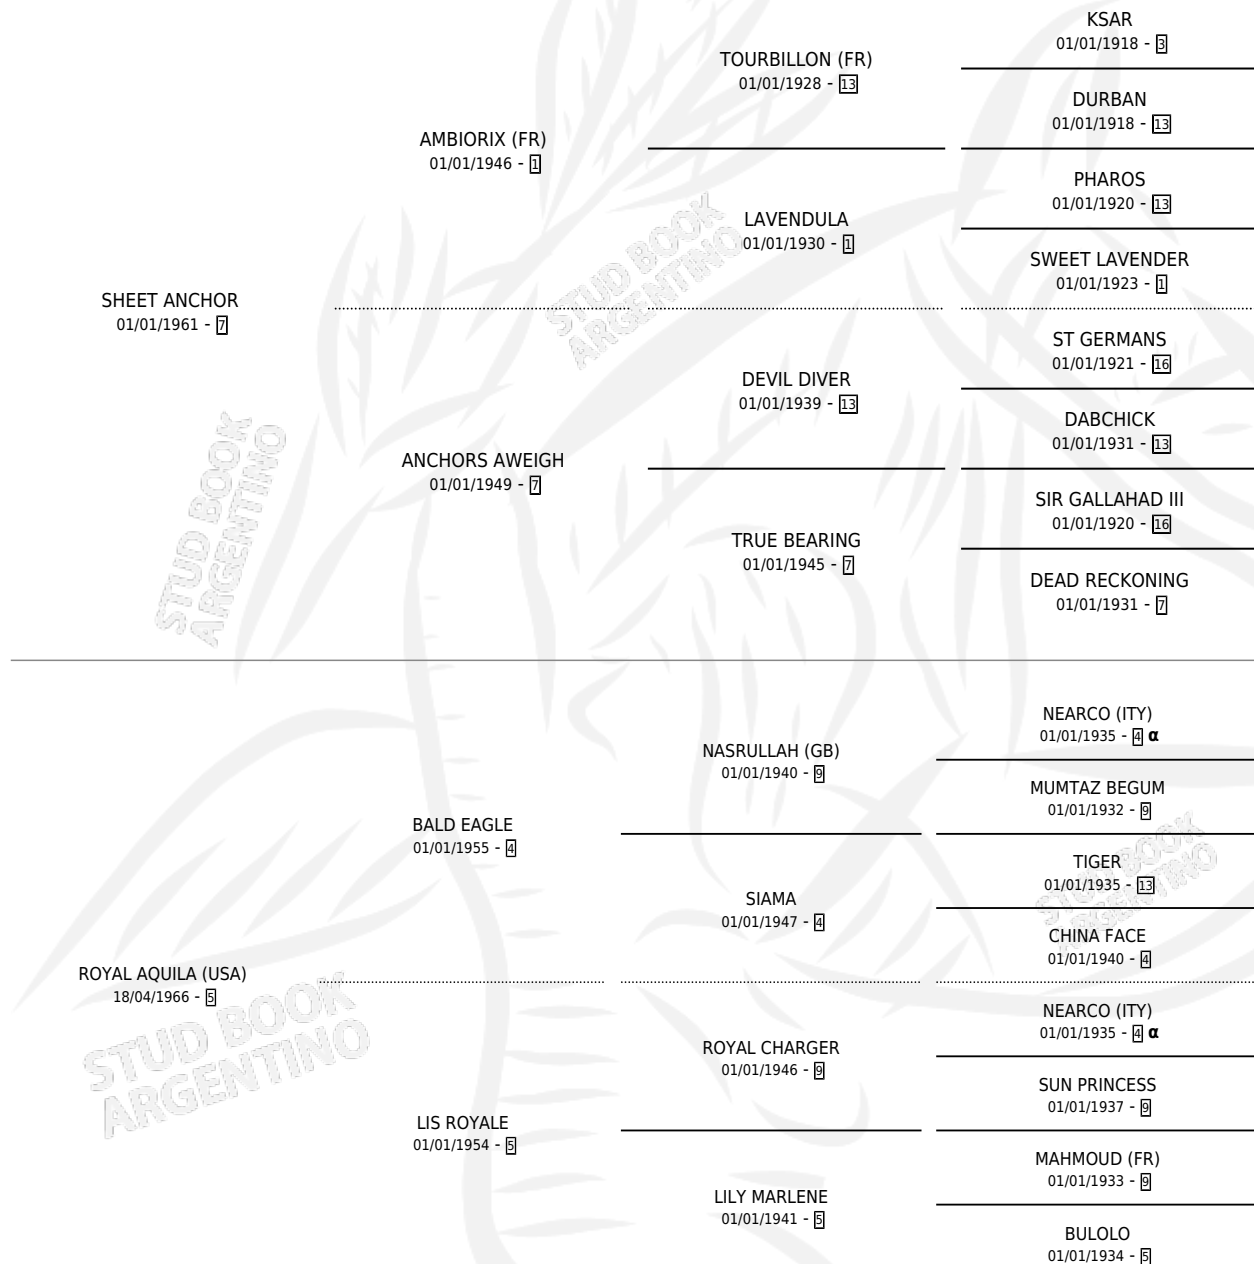 KSAR
01/01/1918 - 3
TOURBILLON (FR)
01/01/1928 - 13
DURBAN
01/01/1918 - 13
AMBIORIX (FR)
01/01/1946 - 1
PHAROS
01/01/1920 - 13
LAVENDULA
01/01/1930 - 1
SWEET LAVENDER
01/01/1923 - 1
STUD BOOK
ARGENTINO
SHEET ANCHOR
01/01/1961 - 7
ST GERMANS
01/01/1921 - 16
DEVIL DIVER
01/01/1939 - 13
DABCHICK
01/01/1931 - 13
ANCHORS AWEIGH
01/01/1949 - 7
SIR GALLAHAD III
01/01/1920 - 16
TRUE BEARING
01/01/1945 - 7
DEAD RECKONING
01/01/1931 - 7
STUD BOOK
ARGENTINO
NEARCO (ITY)
01/01/1935 - 4 α
NASRULLAH (GB)
01/01/1940 - 9
MUMTAZ BEGUM
01/01/1932 - 9
BALD EAGLE
01/01/1955 - 4
TIGER
01/01/1935 - 13
SIAMA
01/01/1947 - 4
CHINA FACE
01/01/1940 - 4
STUD BOOK
ARGENTINO
ROYAL AQUILA (USA)
18/04/1966 - 5
STUD BOOK
ARGENTINO
NEARCO (ITY)
01/01/1935 - 4 α
ROYAL CHARGER
01/01/1946 - 9
SUN PRINCESS
01/01/1937 - 9
LIS ROYALE
01/01/1954 - 5
MAHMOUD (FR)
01/01/1933 - 9
LILY MARLENE
01/01/1941 - 5
BULOLO
01/01/1934 - 5